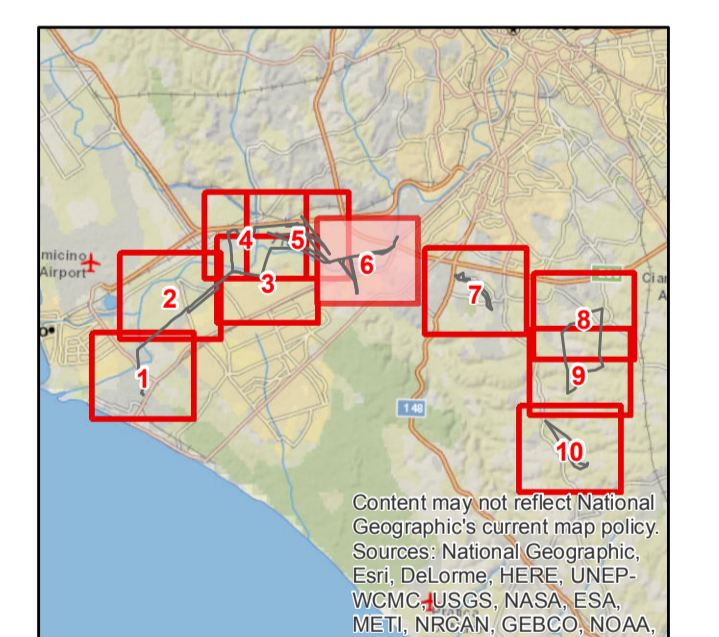 micino
Airport
o
4
5
6
3
2
7
8
Cia
A
1
9
148
10
Content may not reflect National
Geographic's current map policy.
Sources: National Geographic,
Esri, DeLorme, HERE, UNEP-
WCMC, USGS, NASA, ESA,
METI, NRCAN, GEBCO, NOAA,